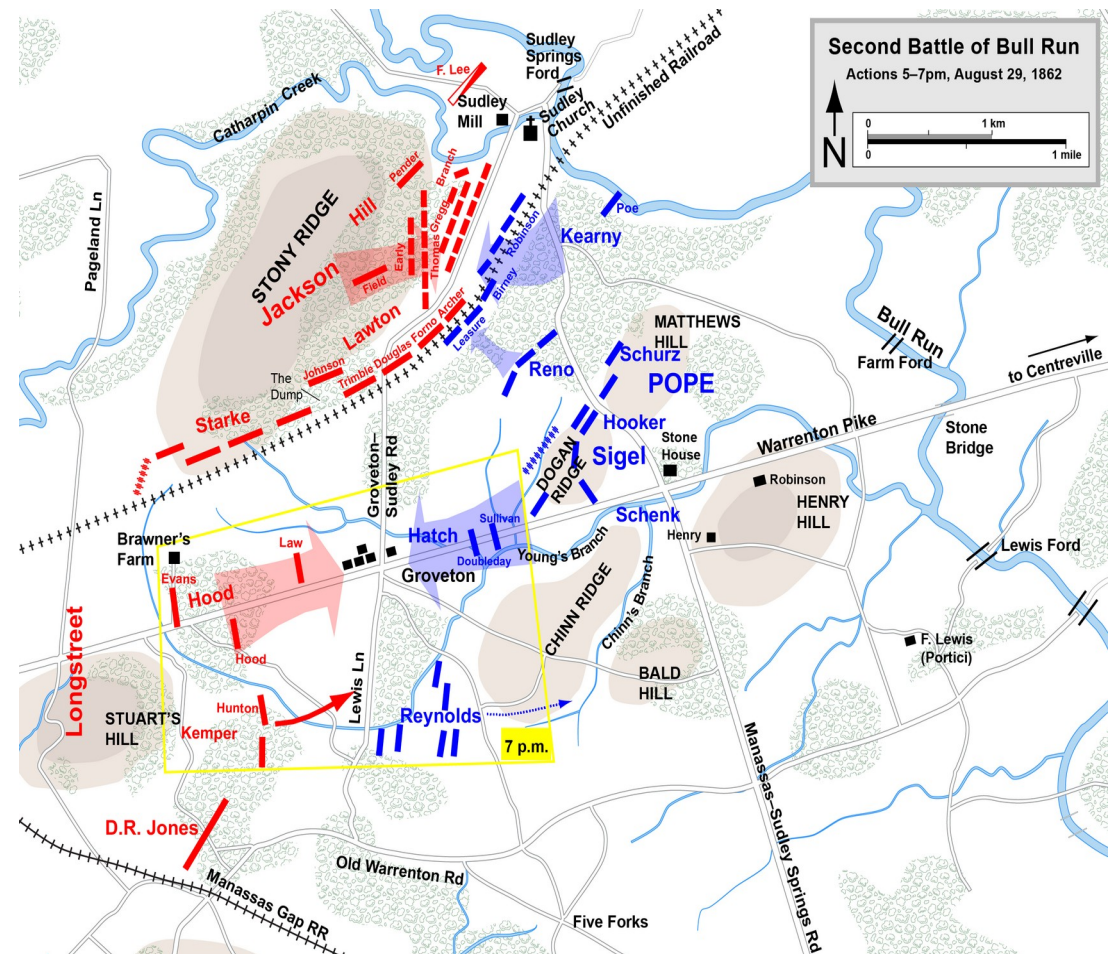 Second Battle of Bull Run
Actions 5–7pm, August 29, 1862
N
0
1 km
0
1 mile
Sudley
Springs
Ford
F. Lee
Sudley
Mill
Sudley
Church
Unfinished Railroad
Catharpin Creek
Pageland Ln
STONY RIDGE
Pender
Branch
Hill
Gregg
Thomas
Early
Jackson
Field
Lawton
Robinson
Kearny
Poe
Birney
Leasure
Archer
Forno
Douglas
Trimble
Johnson
The
Dump
Starke
Reno
MATTHEWS
HILL
Schurz
POPE
Hooker
Sigel
DOGAN
RIDGE
Stone
House
Schenk
Bull Run
Farm Ford
to Centreville
Warrenton Pike
Stone
Bridge
Robinson
HENRY
HILL
Henry
Lewis Ford
F. Lewis
(Portici)
Groveton–
Sudley Rd
Brawner's
Farm
Law
Evans
Hood
Hood
Hatch
Sullivan
Doubleday
Groveton
Young's Branch
CHINN RIDGE
Chinn's Branch
BALD
HILL
Longstreet
STUART'S
HILL
Hunton
Kemper
Lewis Ln
Reynolds
7 p.m.
D.R. Jones
Manassas Gap RR
Old Warrenton Rd
Five Forks
Manassas–Sudley Springs Rd